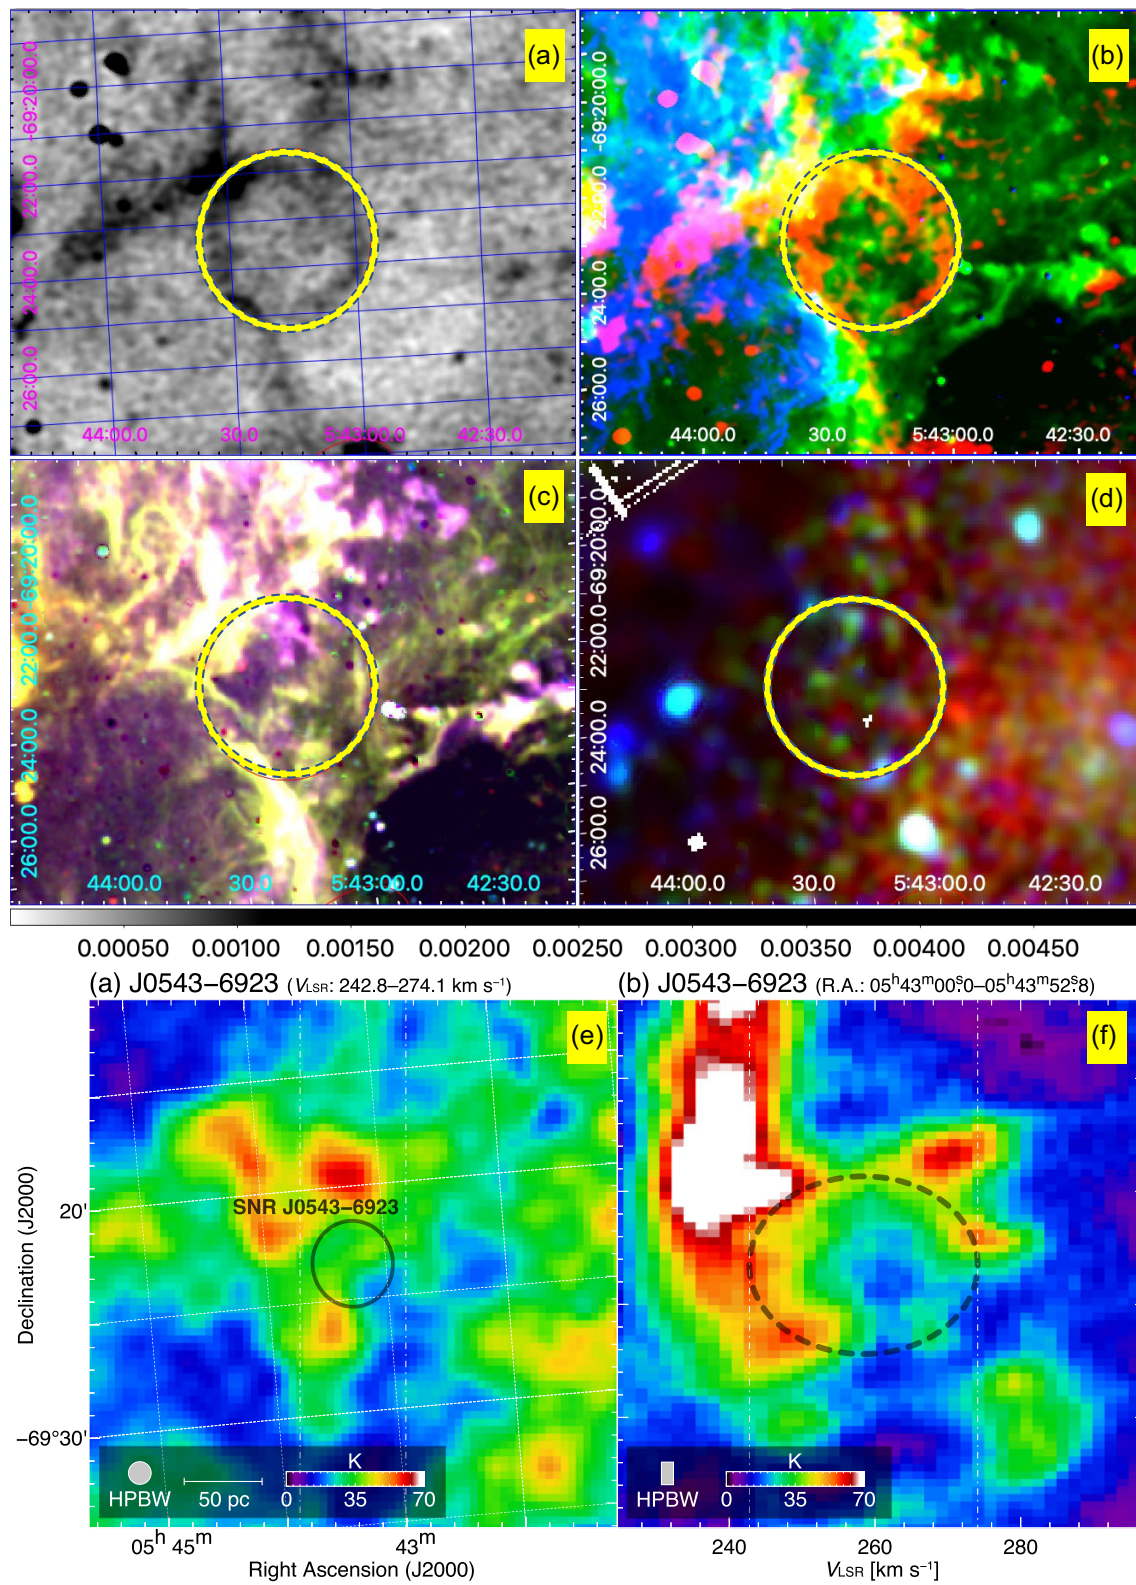 (a)
-69:20:00.0
22:00.0
24:00.0
26:00.0
44:00.0 30.0 5:43:00.0 42:30.0
(b)
-69:20:00.0
22:00.0
24:00.0
26:00.0
44:00.0 30.0 5:43:00.0 42:30.0
(c)
-69:20:00.0
22:00.0
24:00.0
26:00.0
44:00.0 30.0 5:43:00.0 42:30.0
(d)
-69:20:00.0
22:00.0
24:00.0
26:00.0
44:00.0 30.0 5:43:00.0 42:30.0
0.00050 0.00100 0.00150 0.00200 0.00250 0.00300 0.00350 0.00400 0.00450
(a) J0543−6923 (VLSR: 242.8–274.1 km s⁻¹)
(e)
SNR J0543−6923
Declination (J2000)
20'
−69°30'
HPBW
50 pc
K
0 35 70
05ʰ 45ᵐ 43ᵐ
Right Ascension (J2000)
(b) J0543−6923 (R.A.: 05ʰ43ᵐ00ˢ.0–05ʰ43ᵐ52ˢ.8)
(f)
HPBW
K
0 35 70
240 260 280
VLSR [km s⁻¹]